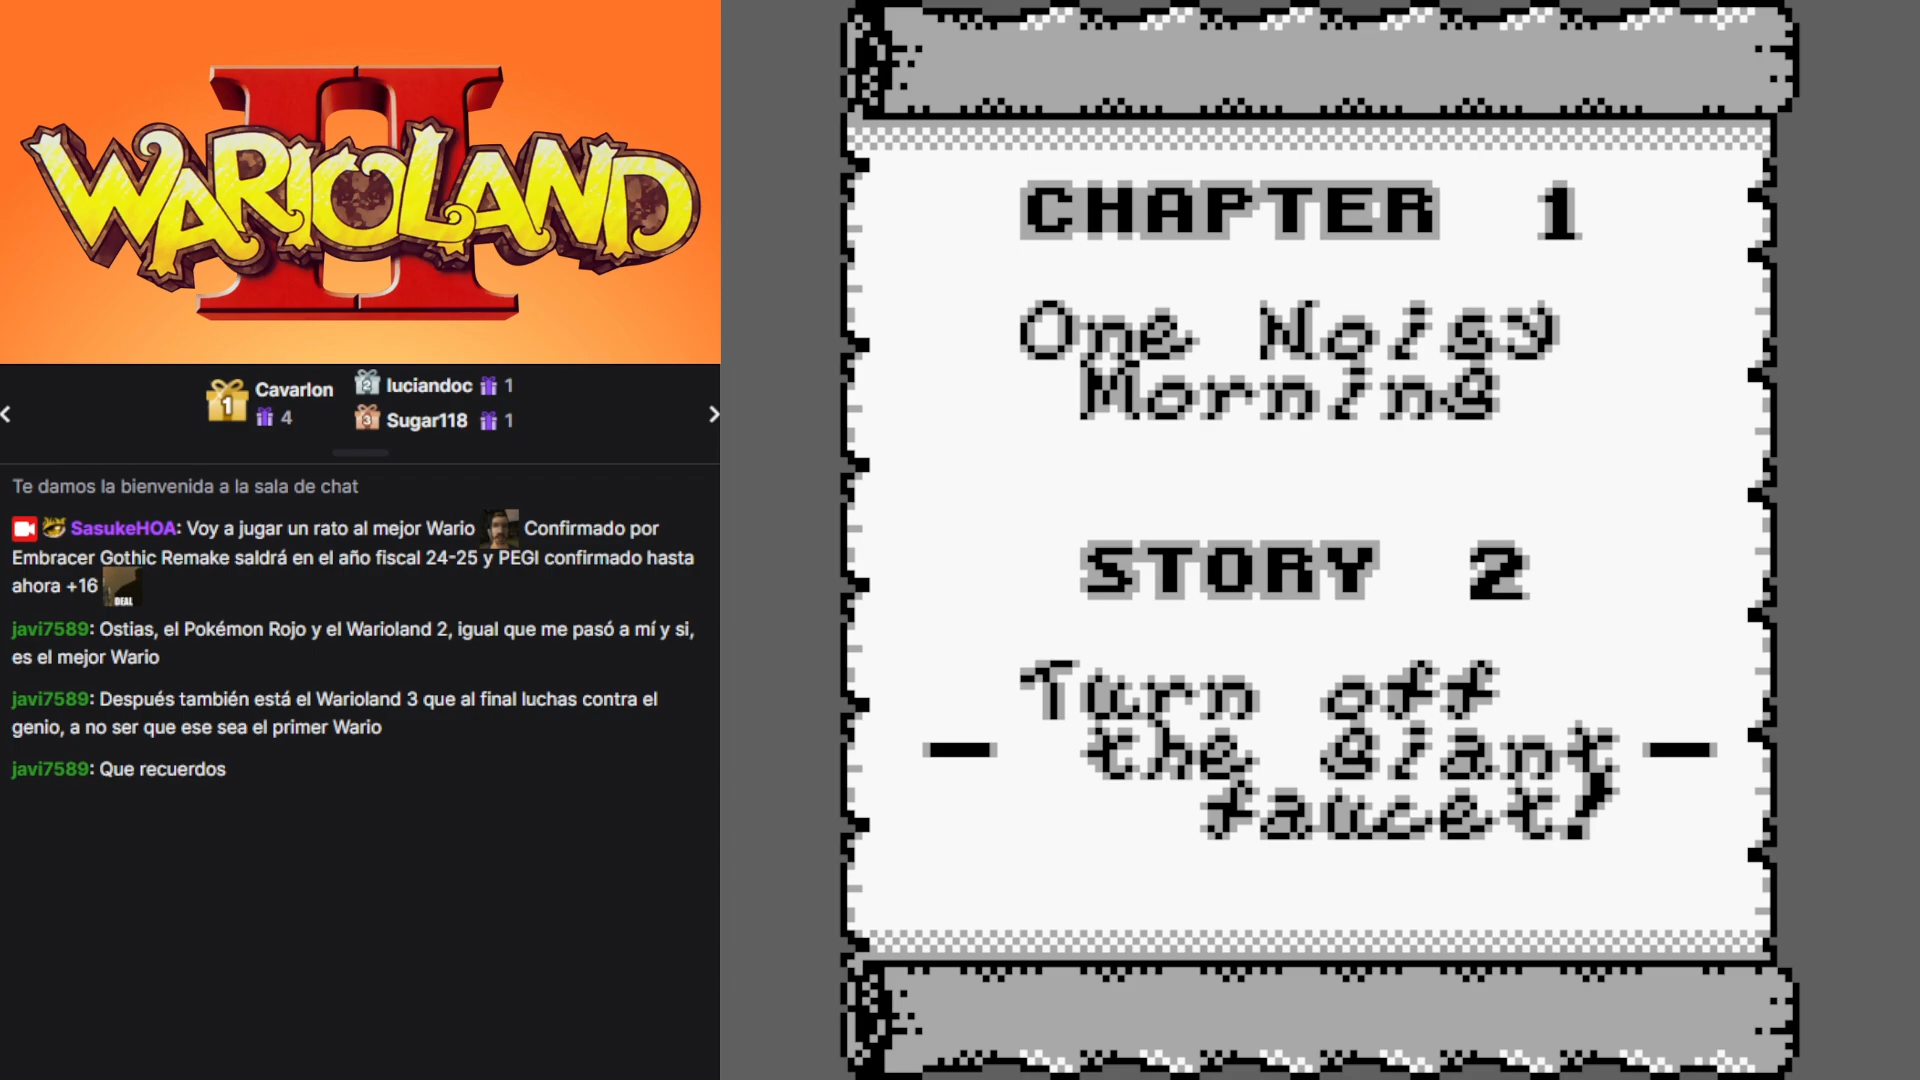 II
WARIOLAND
1 Cavarlon
4
2 luciandoc 1
3 Sugar118 1
Te damos la bienvenida a la sala de chat
SasukeHOA: Voy a jugar un rato al mejor Wario Confirmado por
Embracer Gothic Remake saldrá en el año fiscal 24-25 y PEGI confirmado hasta
ahora +16 DEAL
javi7589: Ostias, el Pokémon Rojo y el Warioland 2, igual que me pasó a mí y si,
es el mejor Wario
javi7589: Después también está el Warioland 3 que al final luchas contra el
genio, a no ser que ese sea el primer Wario
javi7589: Que recuerdos
CHAPTER 1
One Noisy
Morning
STORY 2
Turn off
the giant
faucet!